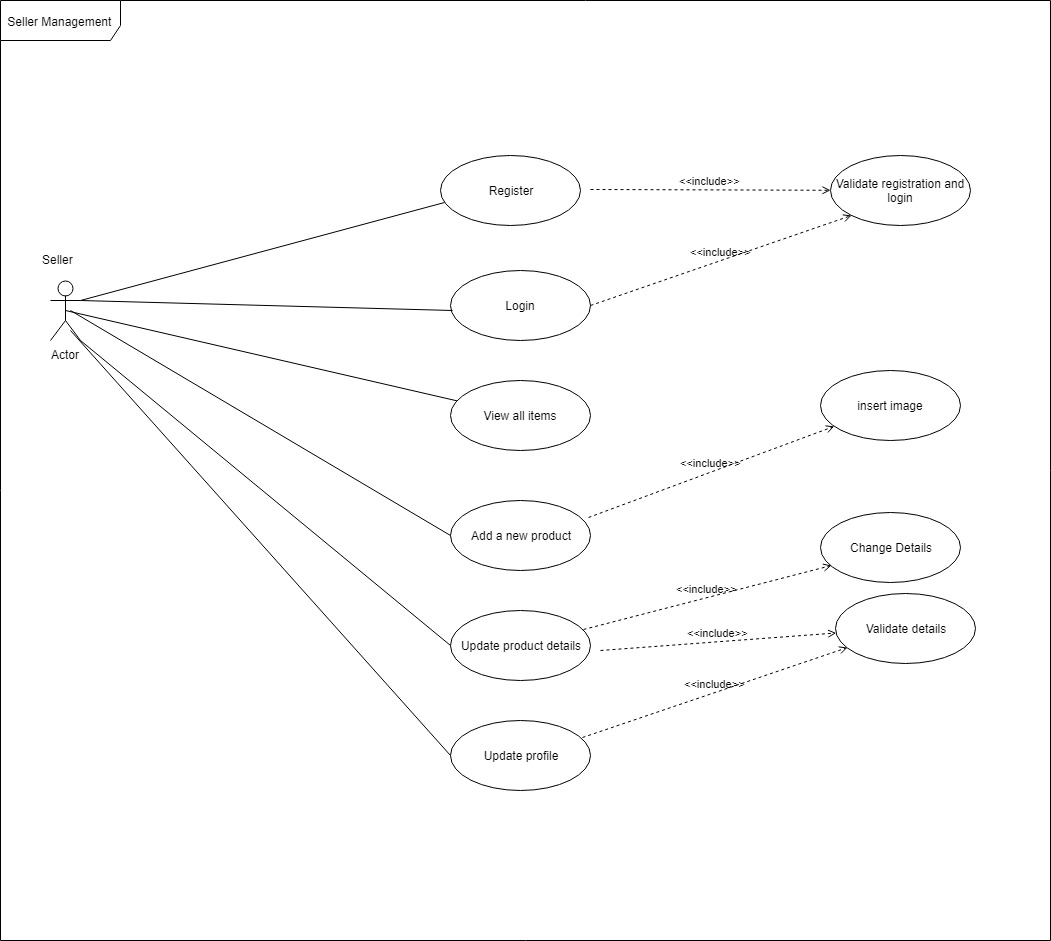 Seller Management
Register
<<include>>
Validate registration and
login
<<include>>
Seller
Login
Actor
View all items
insert image
<<include>>
Add a new product
Change Details
<<include>>
Validate details
<<include>>
Update product details
<<include>>
Update profile